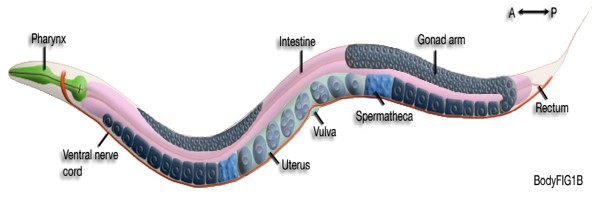 A P
Pharynx
Intestine
Gonad arm
Rectum
Spermatheca
Vulva
Ventral nerve
cord
Uterus
BodyFIG1B